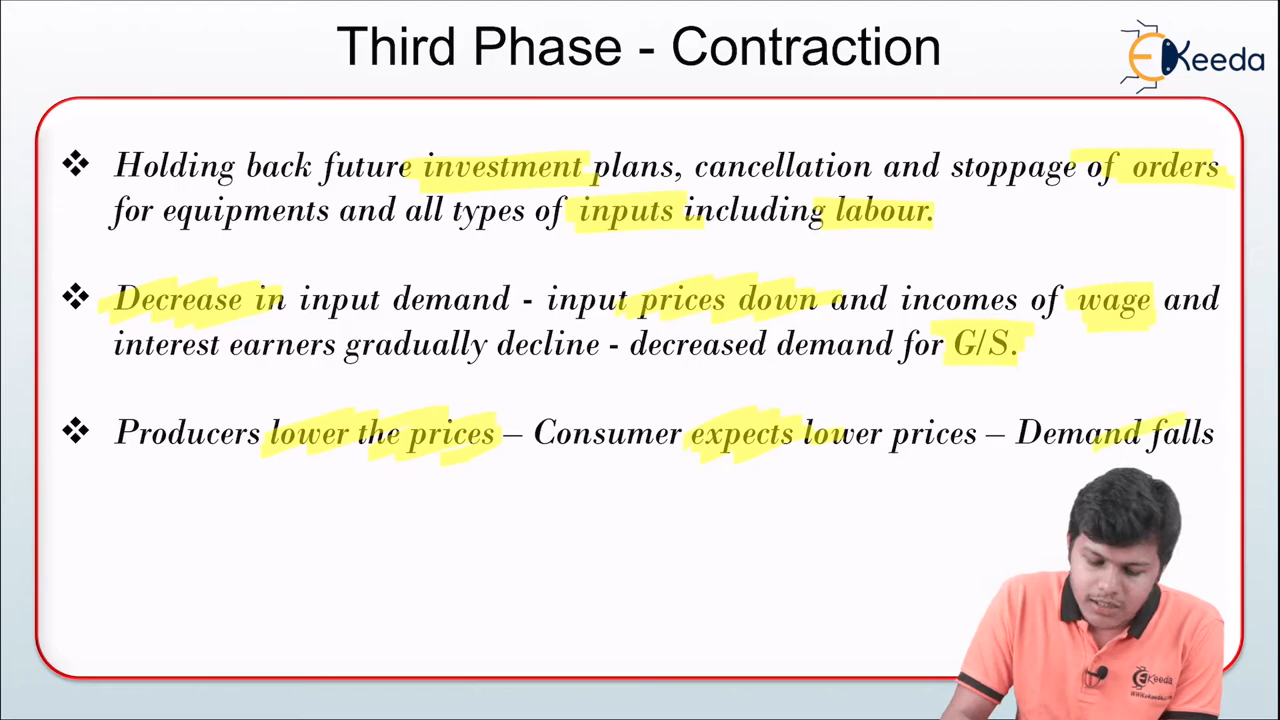 Third Phase - Contraction
Keeda
❖ Holding back future investment plans, cancellation and stoppage of orders
for equipments and all types of inputs including labour.
❖ Decrease in input demand - input prices down and incomes of wage and
interest earners gradually decline - decreased demand for G/S.
❖ Producers lower the prices – Consumer expects lower prices – Demand falls
Keeda